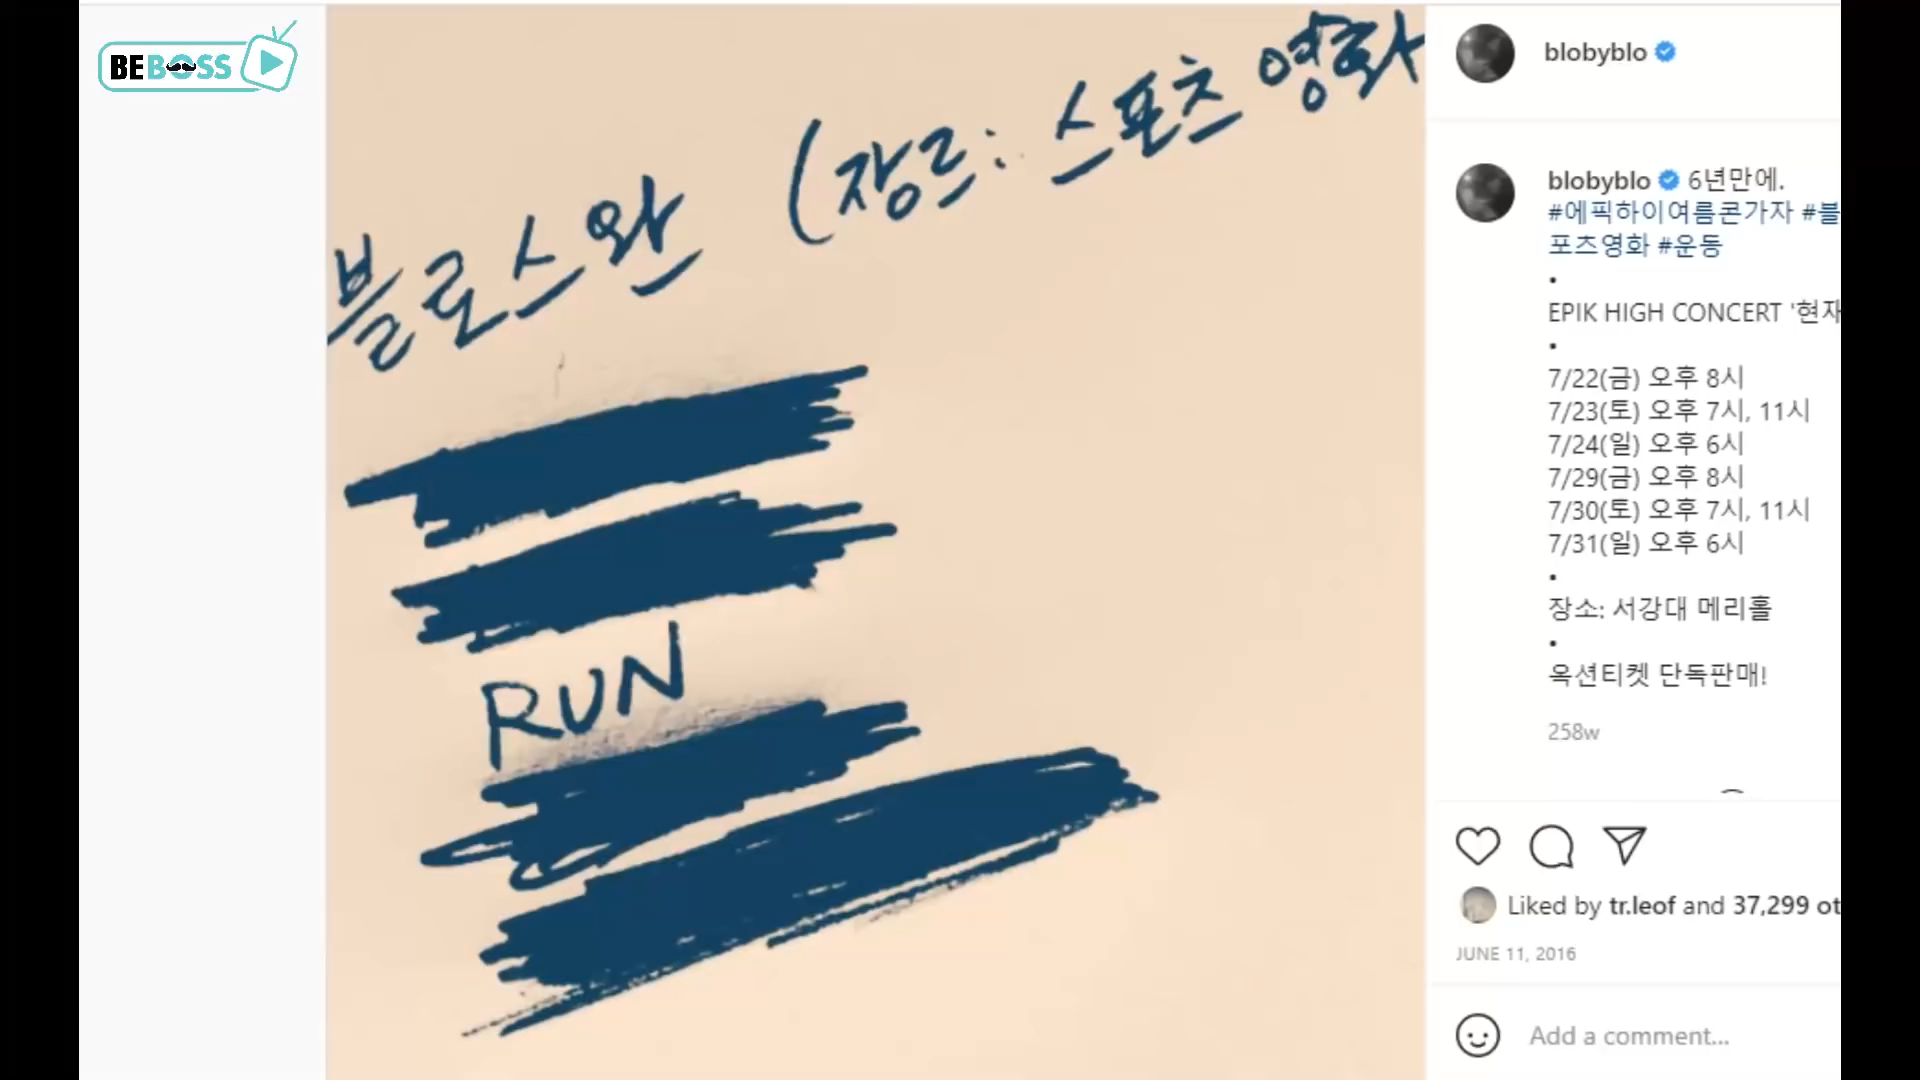 BEBOSS
블로스완 (장르: 스포츠 영화
RUN
blobyblo
blobyblo 6년만에.
#에픽하이여름콘가자 #블
포츠영화 #운동
•
EPIK HIGH CONCERT '현재
•
7/22(금) 오후 8시
7/23(토) 오후 7시, 11시
7/24(일) 오후 6시
7/29(금) 오후 8시
7/30(토) 오후 7시, 11시
7/31(일) 오후 6시
•
장소: 서강대 메리홀
•
옥션티켓 단독판매!
258w
Liked by tr.leof and 37,299 ot
JUNE 11, 2016
Add a comment...